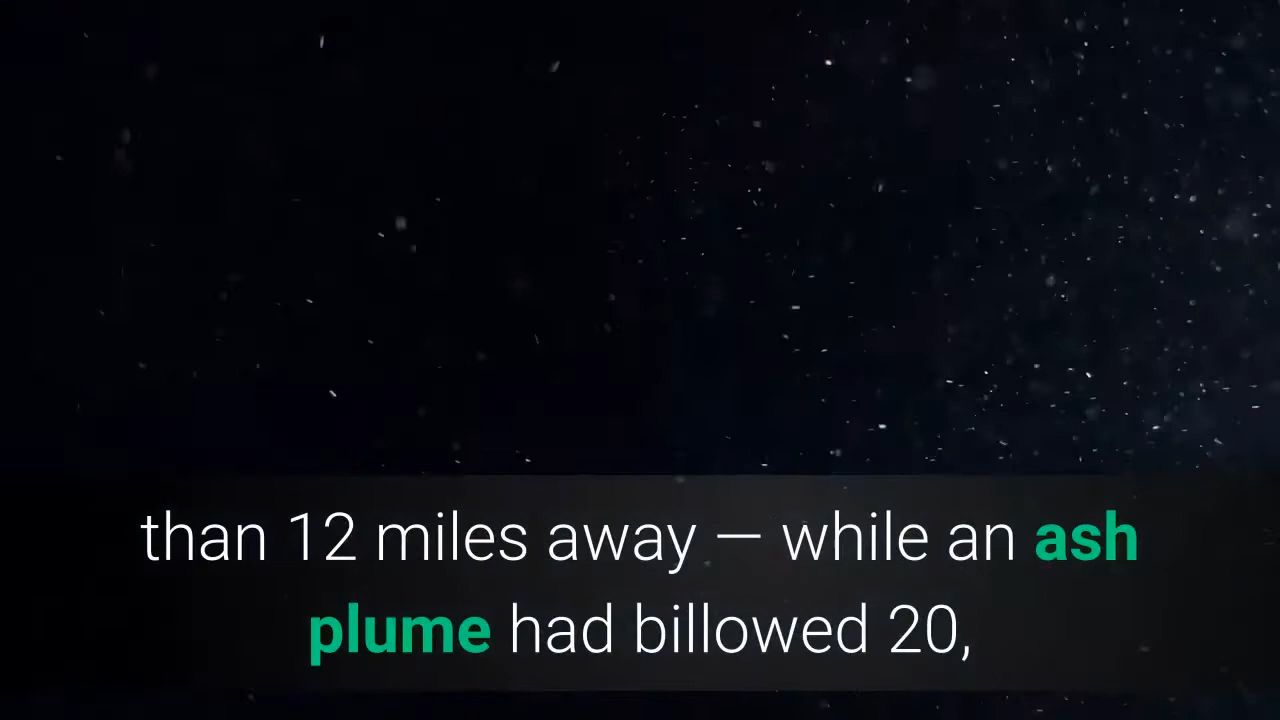 than 12 miles away — while an ash
plume had billowed 20,